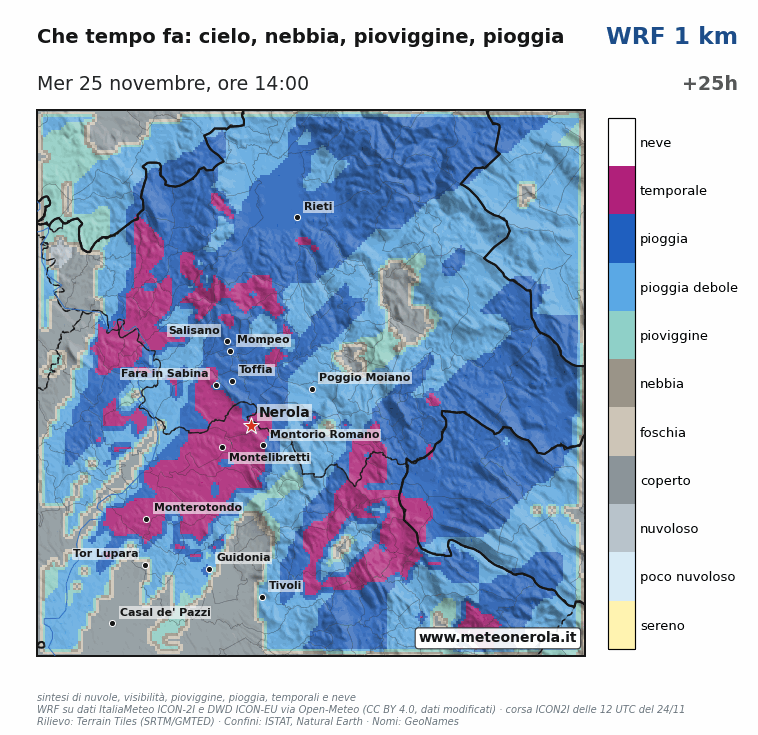 Che tempo fa: cielo, nebbia, pioviggine, pioggia
WRF 1 km
Mer 25 novembre, ore 14:00
+25h
Rieti
Salisano
Mompeo
Toffia
Fara in Sabina
Poggio Moiano
Nerola
Montorio Romano
Montelibretti
Monterotondo
Tor Lupara
Guidonia
Tivoli
Casal de' Pazzi
www.meteonerola.it
neve
temporale
pioggia
pioggia debole
pioviggine
nebbia
foschia
coperto
nuvoloso
poco nuvoloso
sereno
sintesi di nuvole, visibilità, pioviggine, pioggia, temporali e neve
WRF su dati ItaliaMeteo ICON-2I e DWD ICON-EU via Open-Meteo (CC BY 4.0, dati modificati) · corsa ICON2I delle 12 UTC del 24/11
Rilievo: Terrain Tiles (SRTM/GMTED) · Confini: ISTAT, Natural Earth · Nomi: GeoNames